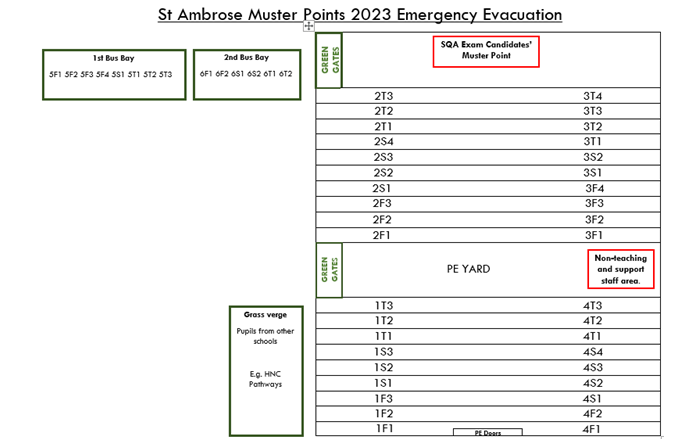 St Ambrose Muster Points 2023 Emergency Evacuation
1st Bus Bay
5F1 5F2 5F3 5F4 5S1 5T1 5T2 5T3
2nd Bus Bay
6F1 6F2 6S1 6S2 6T1 6T2
GREEN
GATES
SQA Exam Candidates'
Muster Point
2T3 3T4
2T2 3T3
2T1 3T2
2S4 3T1
2S3 3S2
2S2 3S1
2S1 3F4
2F3 3F3
2F2 3F2
2F1 3F1
GREEN
GATES
PE YARD
Non-teaching
and support
staff area.
Grass verge
Pupils from other
schools
E.g. HNC
Pathways
1T3 4T3
1T2 4T2
1T1 4T1
1S3 4S4
1S2 4S3
1S1 4S2
1F3 4S1
1F2 4F2
1F1 4F1
PE Doors